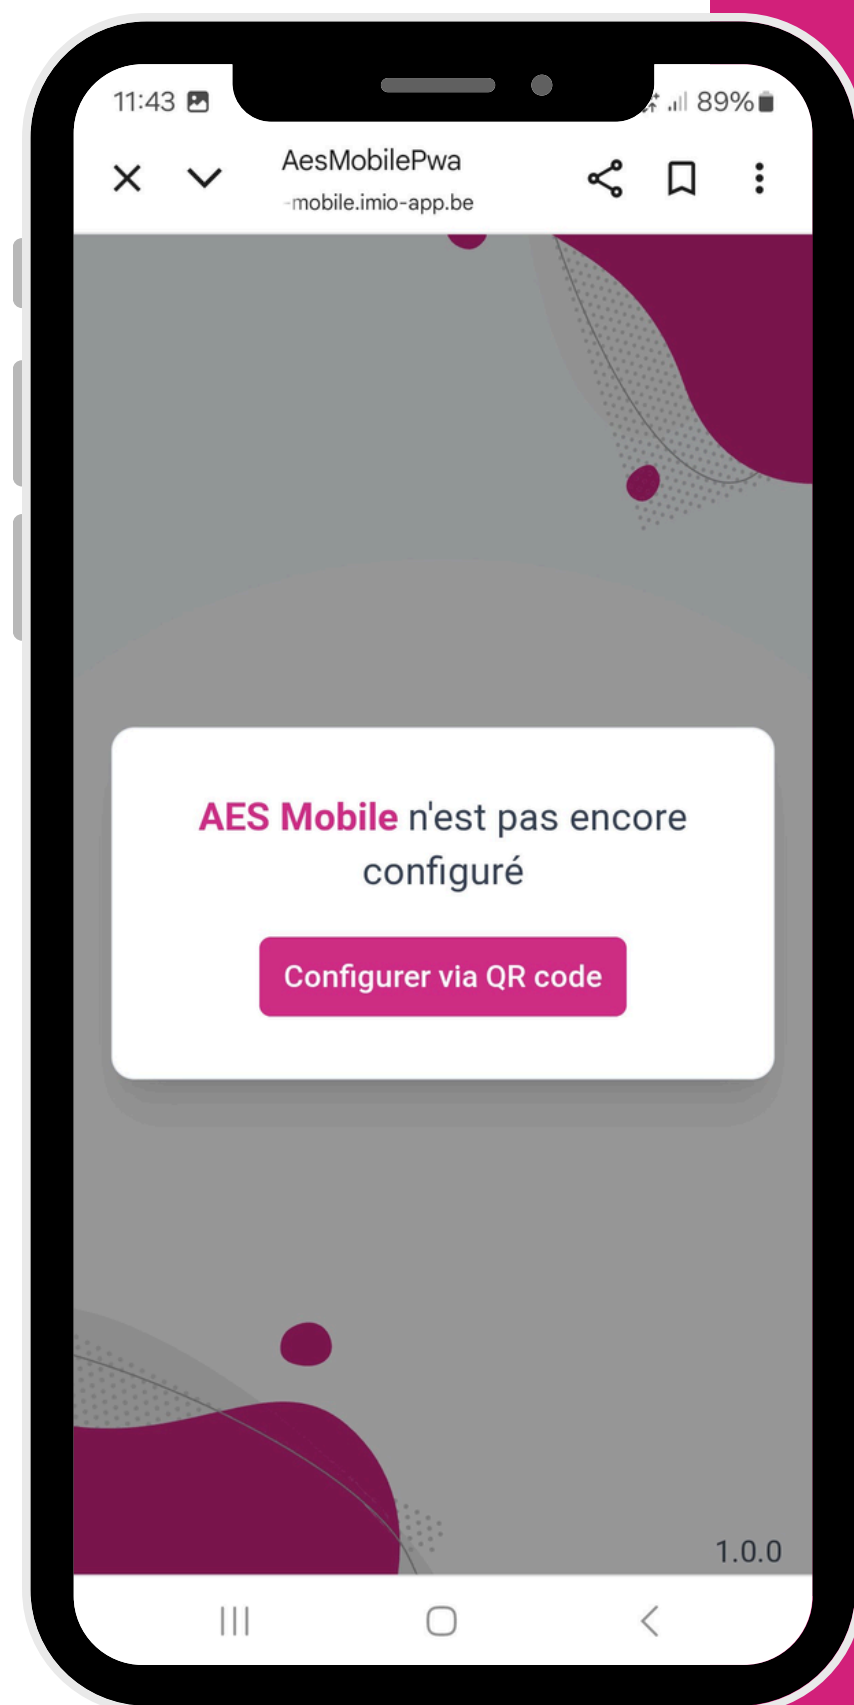 11:43
89%
AesMobilePwa
-mobile.imio-app.be
AES Mobile n'est pas encore
configuré
Configurer via QR code
1.0.0